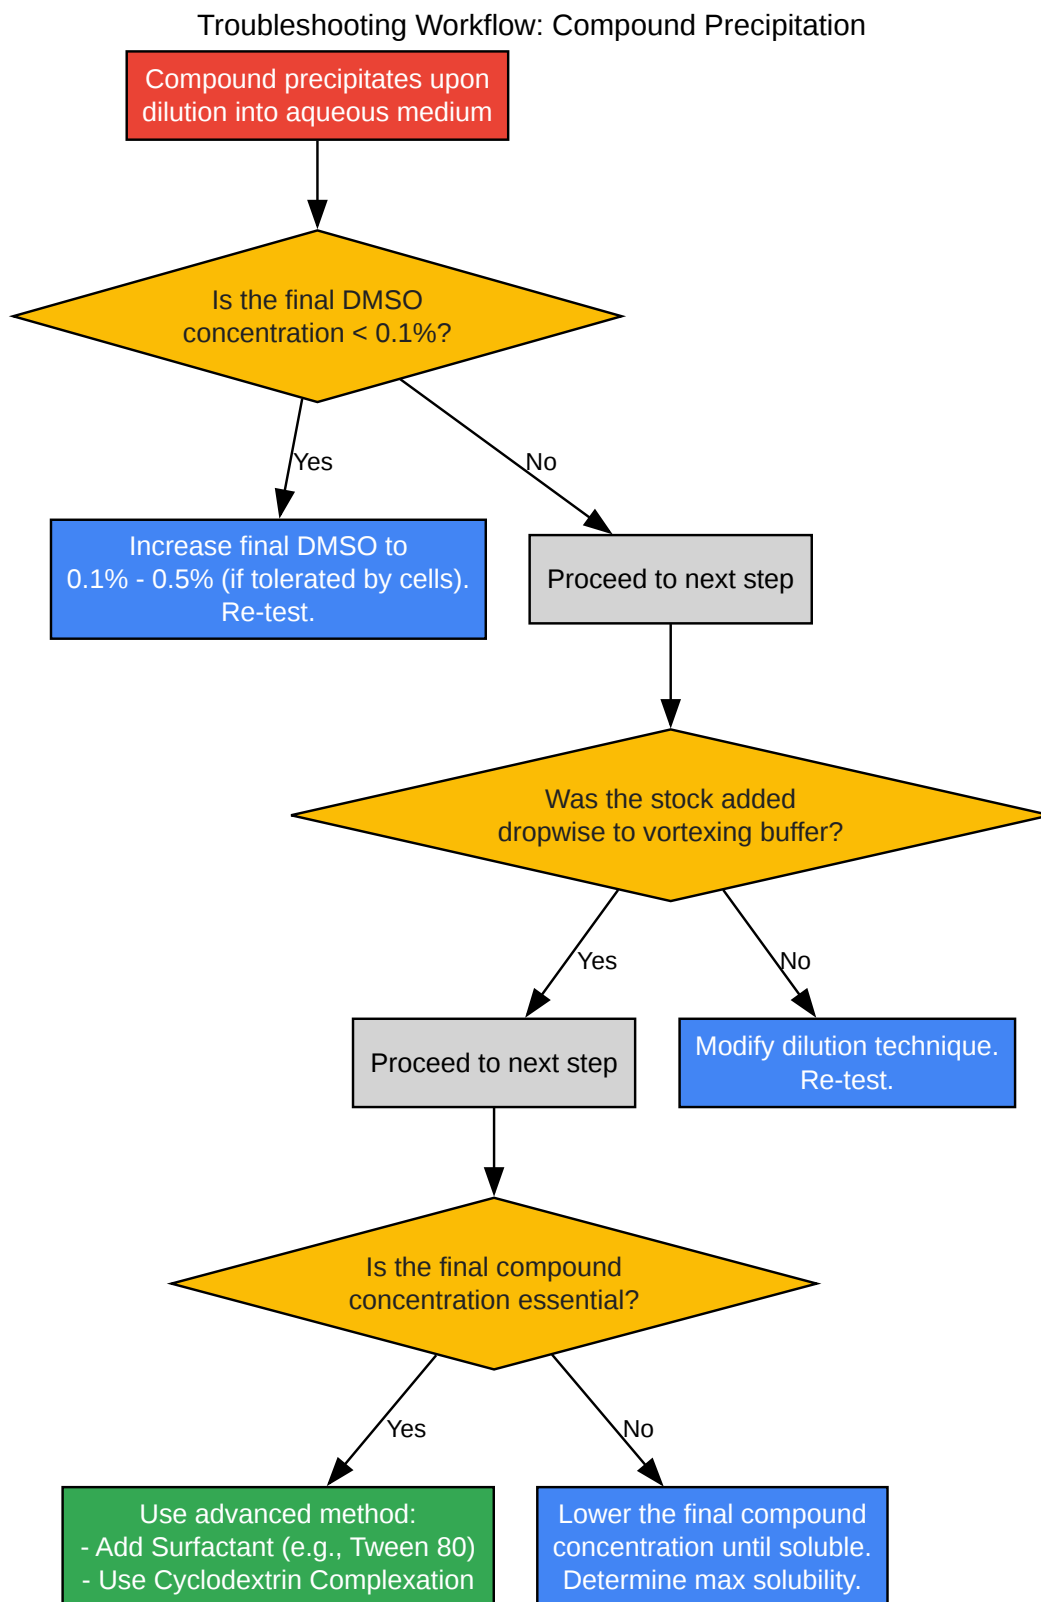 Troubleshooting Workflow: Compound Precipitation
Compound precipitates upon
dilution into aqueous medium
Is the final DMSO
concentration < 0.1%?
Yes
No
Increase final DMSO to
0.1% - 0.5% (if tolerated by cells).
Re-test.
Proceed to next step
Was the stock added
dropwise to vortexing buffer?
Yes
No
Proceed to next step
Modify dilution technique.
Re-test.
Is the final compound
concentration essential?
Yes
No
Use advanced method:
- Add Surfactant (e.g., Tween 80)
- Use Cyclodextrin Complexation
Lower the final compound
concentration until soluble.
Determine max solubility.